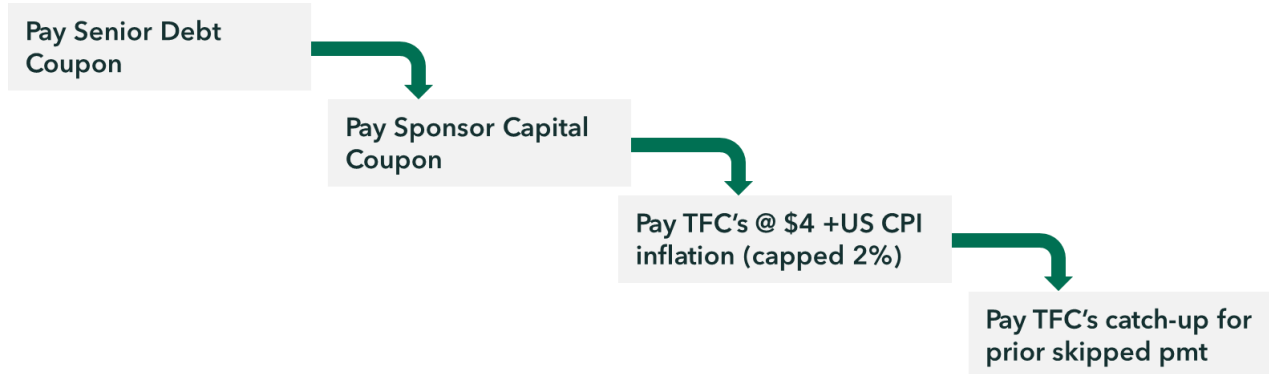 Pay Senior Debt
Coupon
Pay Sponsor Capital
Coupon
Pay TFC’s @ $4 +US CPI
inflation (capped 2%)
Pay TFC’s catch-up for
prior skipped pmt